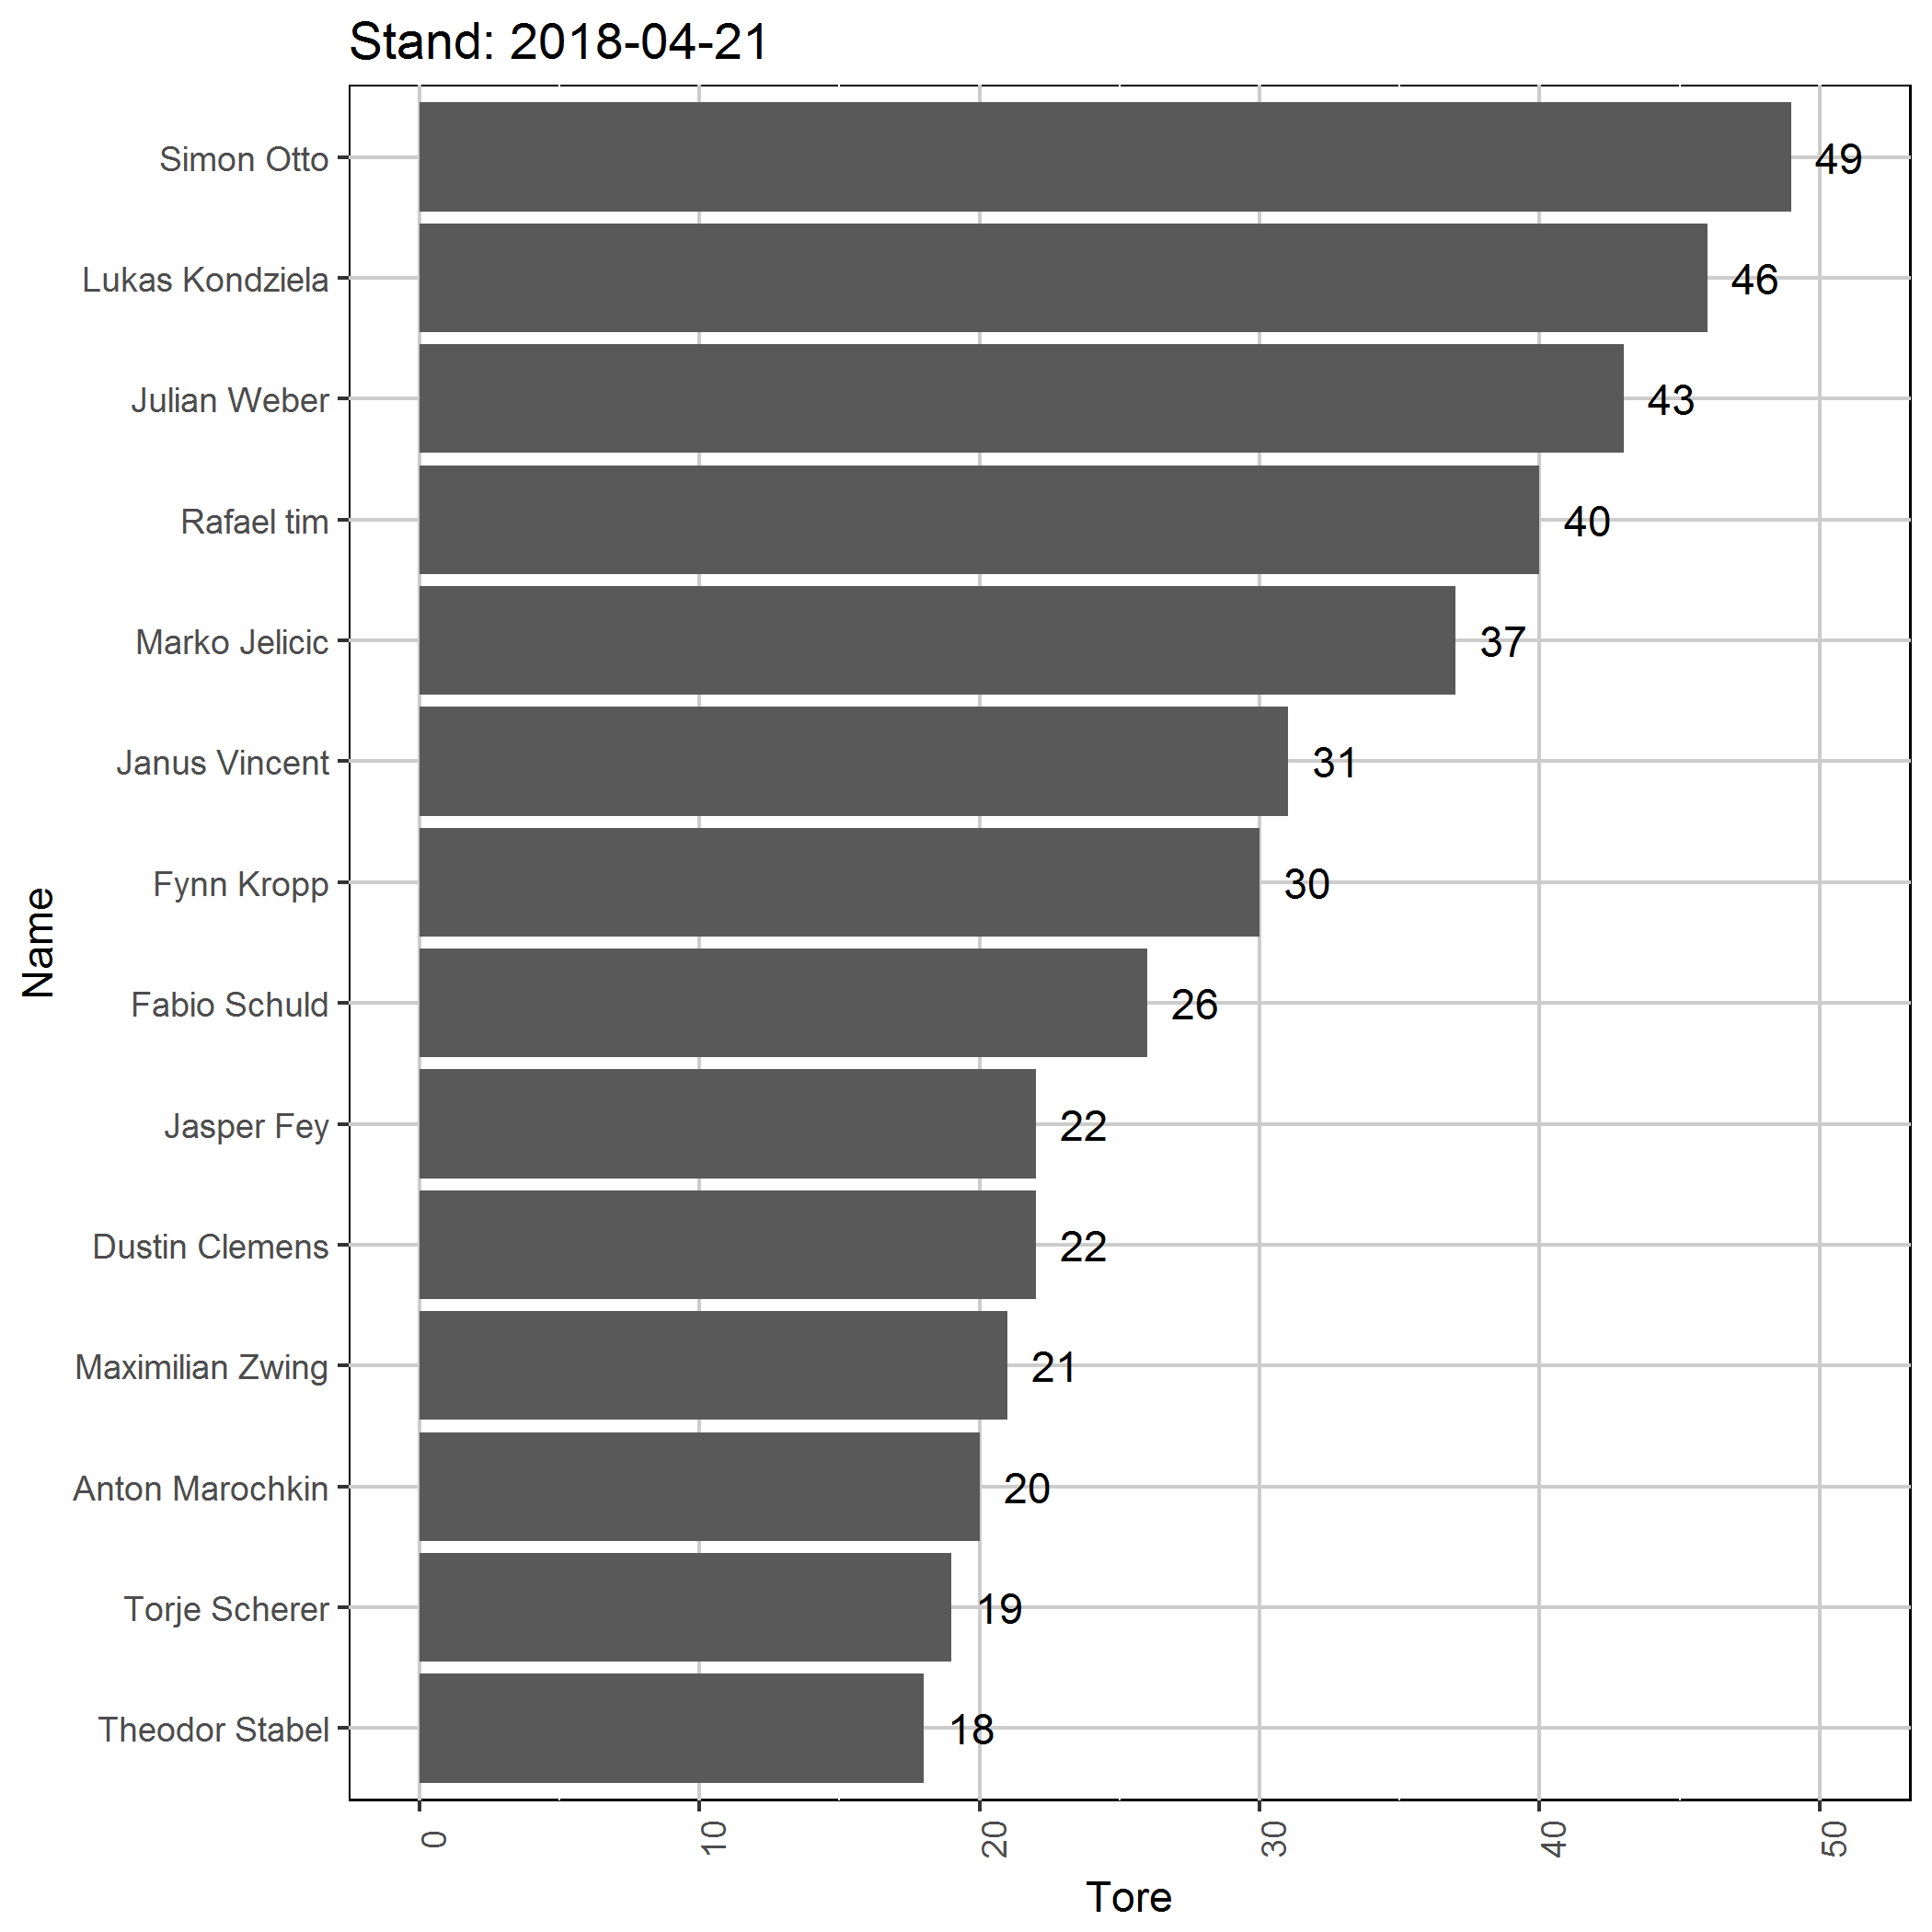 Stand: 2018-04-21
Simon Otto 49
Lukas Kondziela 46
Julian Weber 43
Rafael tim 40
Marko Jelicic 37
Janus Vincent 31
Fynn Kropp 30
Fabio Schuld 26
Jasper Fey 22
Dustin Clemens 22
Maximilian Zwing 21
Anton Marochkin 20
Torje Scherer 19
Theodor Stabel 18
Name
0 10 20 30 40 50
Tore